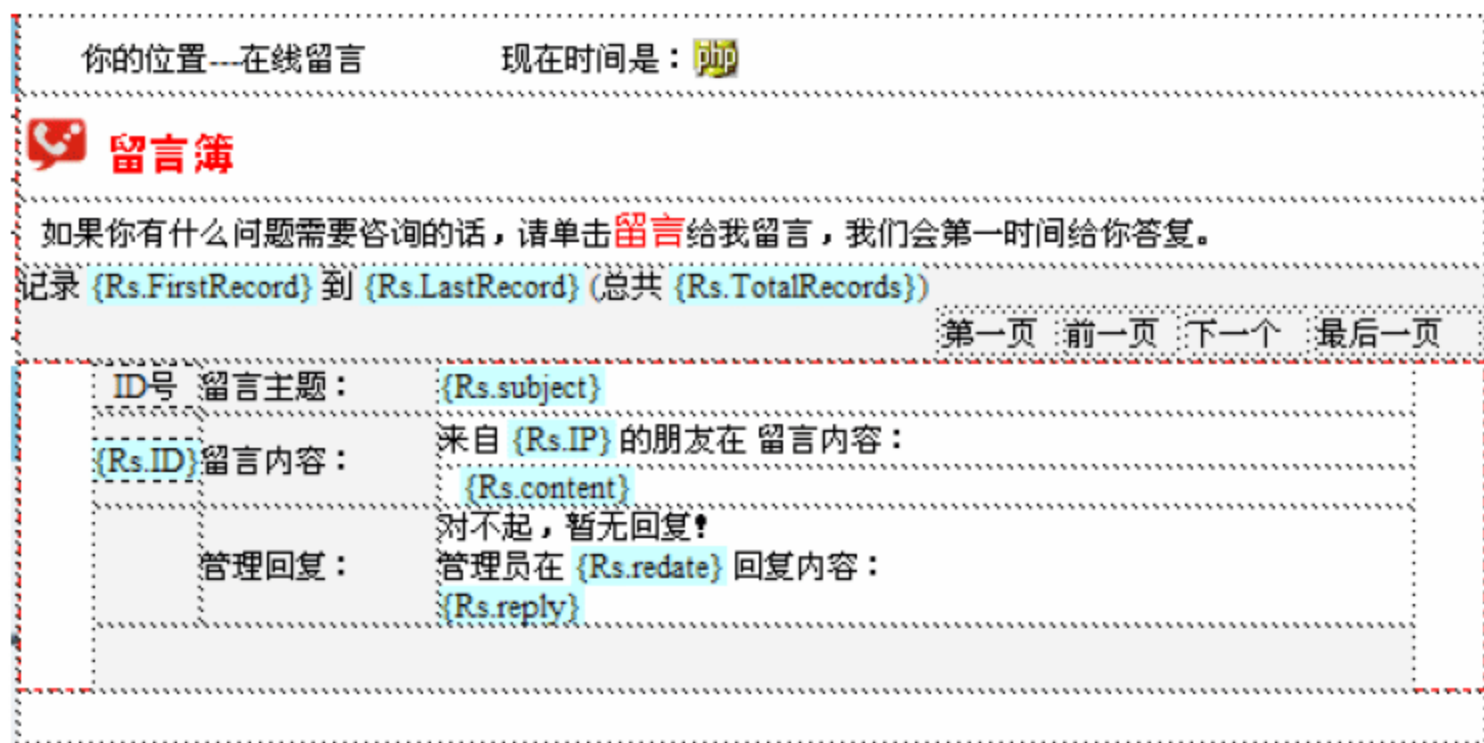 你的位置---在线留言 现在时间是：php
留言簿
如果你有什么问题需要咨询的话，请单击留言给我留言，我们会第一时间给你答复。
记录 {Rs.FirstRecord} 到 {Rs.LastRecord} (总共 {Rs.TotalRecords})
第一页 前一页 下一个 最后一页
ID号 留言主题： {Rs.subject}
来自 {Rs.IP} 的朋友在 留言内容：
{Rs.ID} 留言内容：
{Rs.content}
对不起，暂无回复！
管理回复： 管理员在 {Rs.redate} 回复内容：
{Rs.reply}